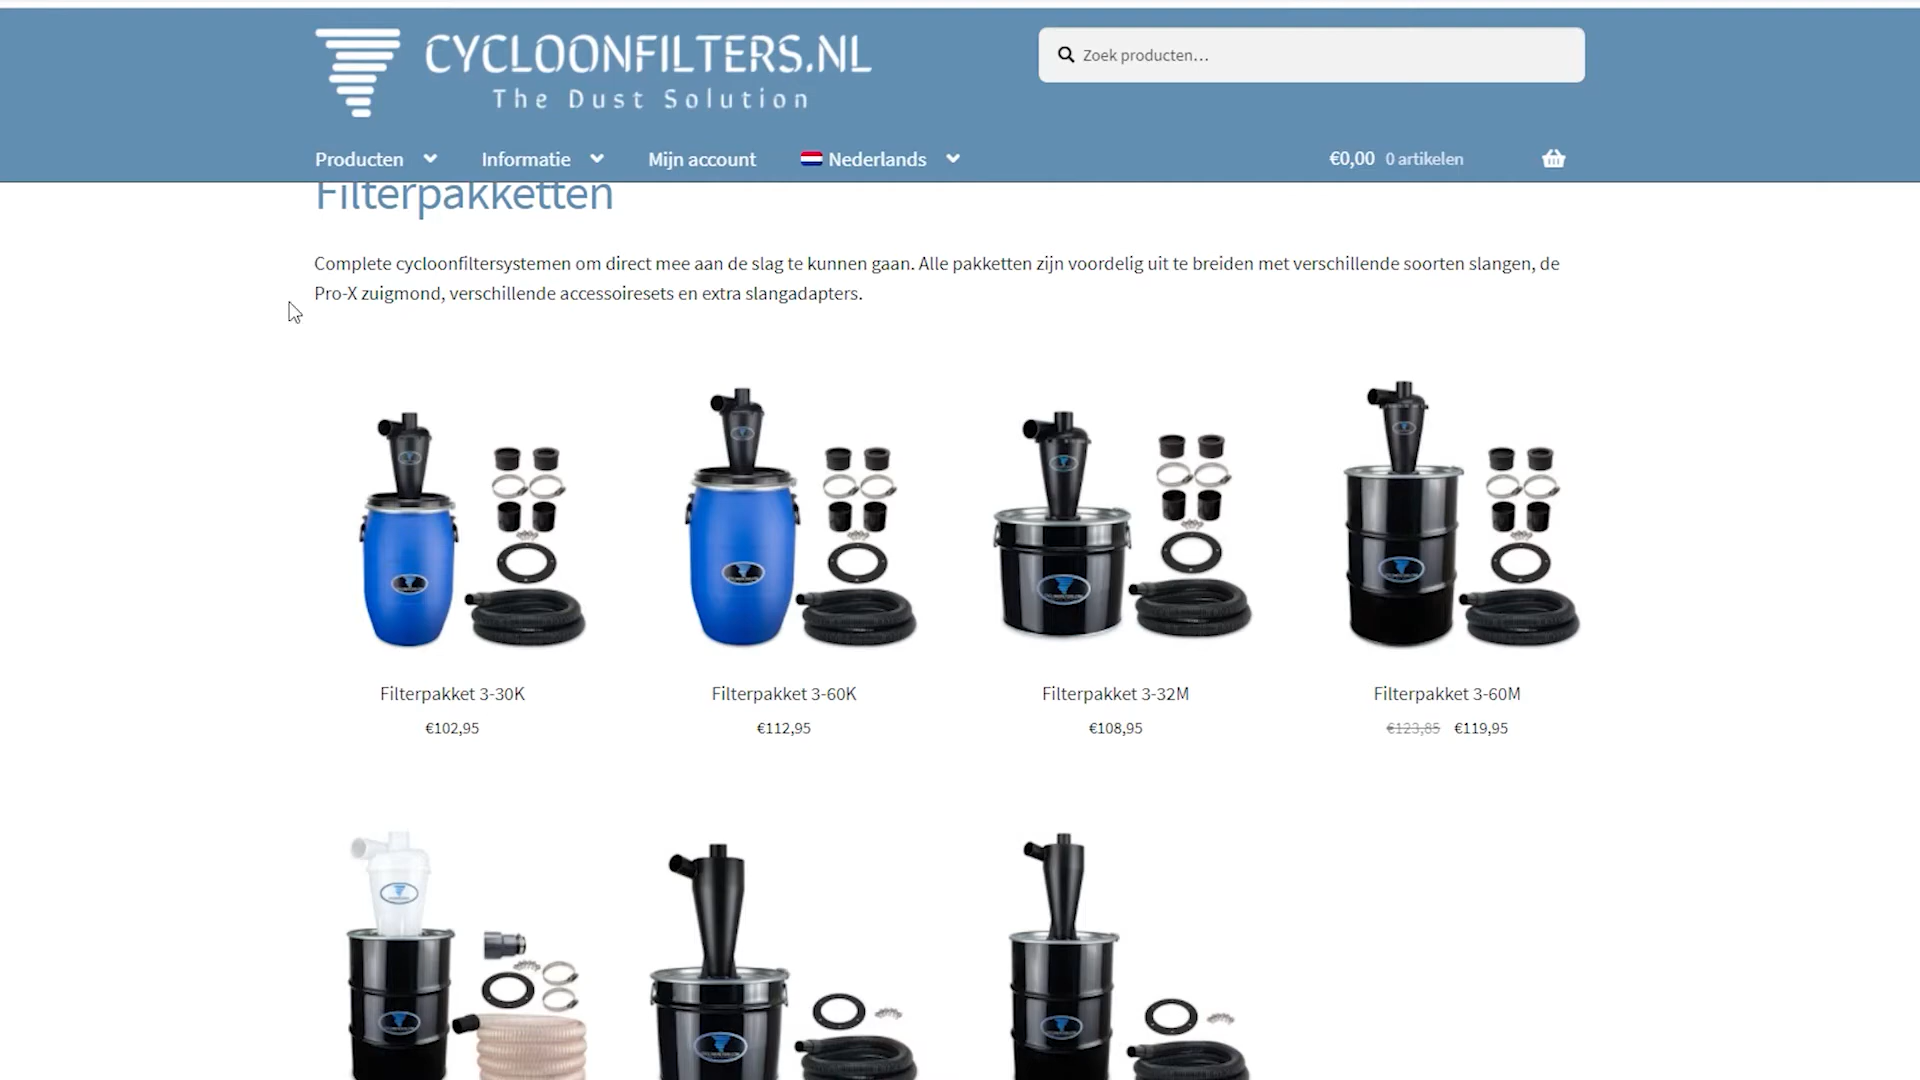 CYCLOONFILTERS.NL
The Dust Solution
Zoek producten…
Producten
Informatie
Mijn account
Nederlands
€0,00 0 artikelen
Filterpakketten
Complete cycloonfiltersystemen om direct mee aan de slag te kunnen gaan. Alle pakketten zijn voordelig uit te breiden met verschillende soorten slangen, de
Pro-X zuigmond, verschillende accessoiresets en extra slangadapters.
Filterpakket 3-30K
€102,95
Filterpakket 3-60K
€112,95
Filterpakket 3-32M
€108,95
Filterpakket 3-60M
€123,85 €119,95